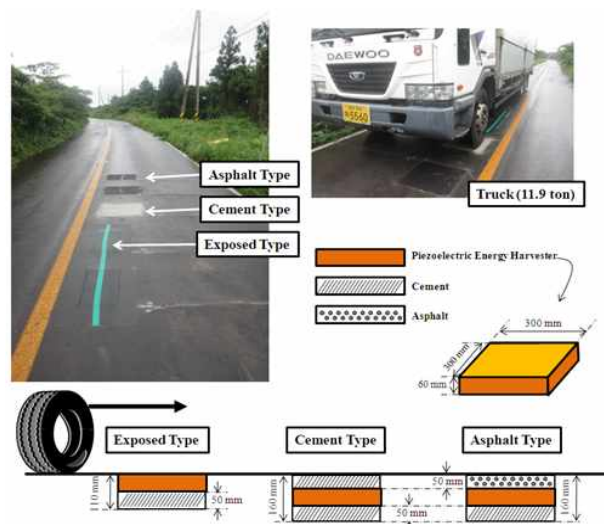 Asphalt Type
Cement Type
Exposed Type
DAEWOO
5560
Truck (11.9 ton)
Piezoelectric Energy Harvester
Cement
Asphalt
300 mm
300 mm
60 mm
Exposed Type
Cement Type
Asphalt Type
110 mm
50 mm
160 mm
50 mm
50 mm
160 mm